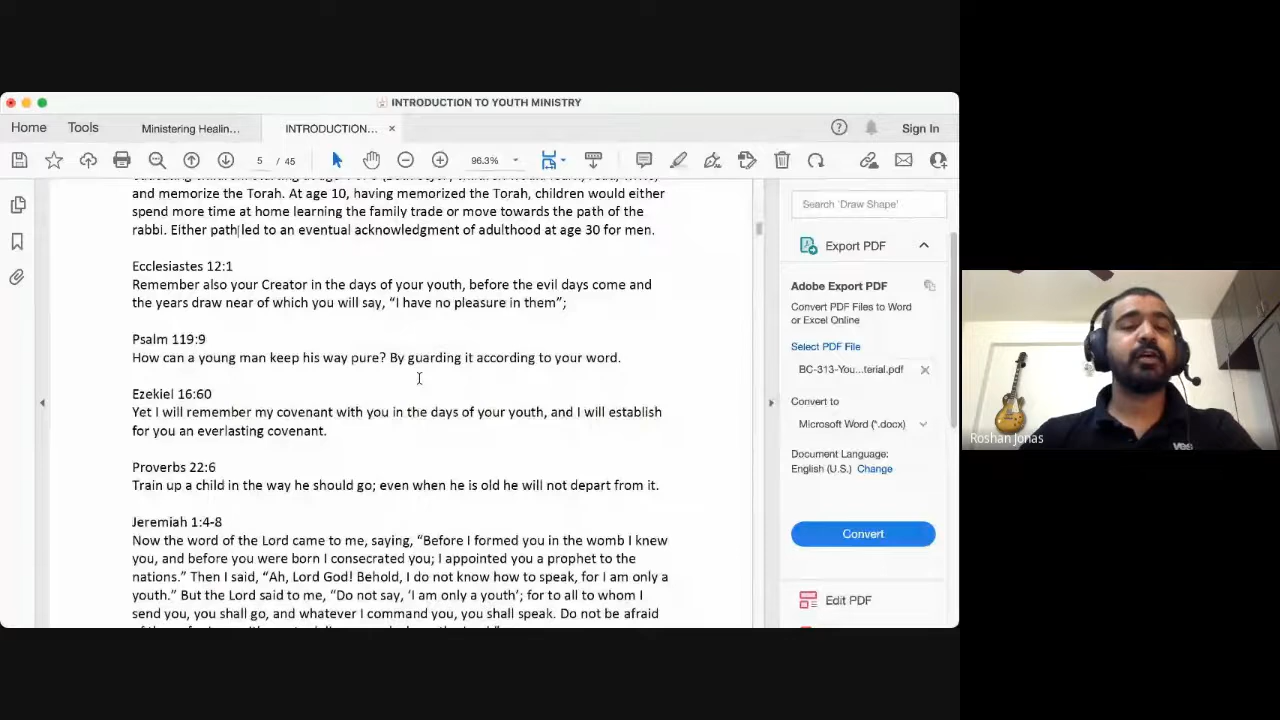 INTRODUCTION TO YOUTH MINISTRY
Home Tools Ministering Healin... INTRODUCTION... × Sign In
5 / 45 96.3%
and memorize the Torah. At age 10, having memorized the Torah, children would either
spend more time at home learning the family trade or move towards the path of the
rabbi. Either path led to an eventual acknowledgment of adulthood at age 30 for men.
Ecclesiastes 12:1
Remember also your Creator in the days of your youth, before the evil days come and
the years draw near of which you will say, “I have no pleasure in them”;
Psalm 119:9
How can a young man keep his way pure? By guarding it according to your word.
Ezekiel 16:60
Yet I will remember my covenant with you in the days of your youth, and I will establish
for you an everlasting covenant.
Proverbs 22:6
Train up a child in the way he should go; even when he is old he will not depart from it.
Jeremiah 1:4-8
Now the word of the Lord came to me, saying, “Before I formed you in the womb I knew
you, and before you were born I consecrated you; I appointed you a prophet to the
nations.” Then I said, “Ah, Lord God! Behold, I do not know how to speak, for I am only a
youth.” But the Lord said to me, “Do not say, ‘I am only a youth’; for to all to whom I
send you, you shall go, and whatever I command you, you shall speak. Do not be afraid
Search 'Draw Shape'
Export PDF
Adobe Export PDF
Convert PDF Files to Word
or Excel Online
Select PDF File
BC-313-You...terial.pdf
Convert to
Microsoft Word (*.docx)
Document Language:
English (U.S.) Change
Convert
Edit PDF
Roshan Jonas